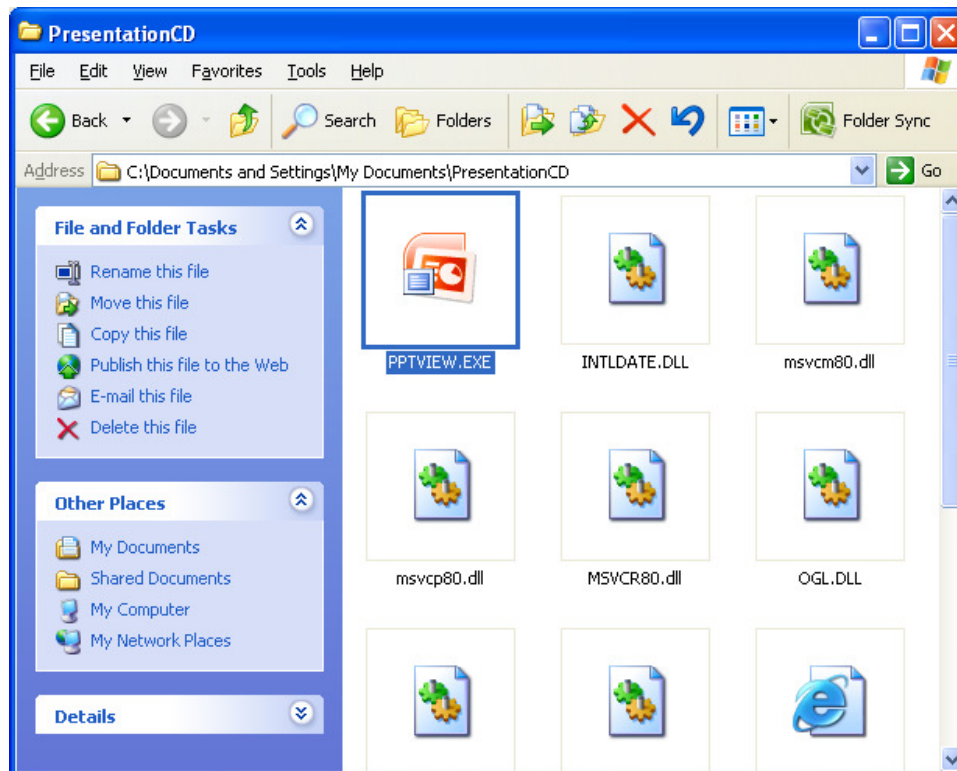 PresentationCD
File Edit View Favorites Tools Help
Back Search Folders Folder Sync
Address C:\Documents and Settings\My Documents\PresentationCD Go
File and Folder Tasks
Rename this file
Move this file
Copy this file
Publish this file to the Web
E-mail this file
Delete this file
Other Places
My Documents
Shared Documents
My Computer
My Network Places
Details
PPTVIEW.EXE INTLDATE.DLL msvcm80.dll
msvcp80.dll MSVCR80.dll OGL.DLL